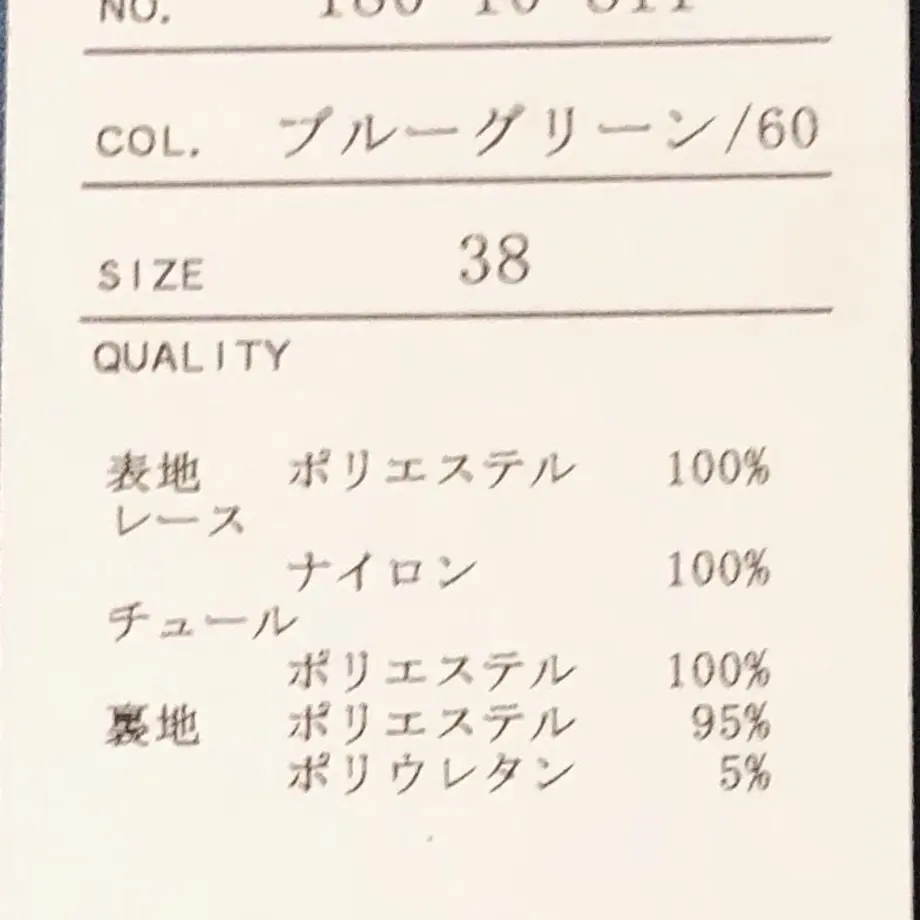 NO.
COL. ブルーグリーン/60
SIZE 38
QUALITY
表地 ポリエステル 100%
レース
ナイロン 100%
チュール
ポリエステル 100%
裏地 ポリエステル 95%
ポリウレタン 5%